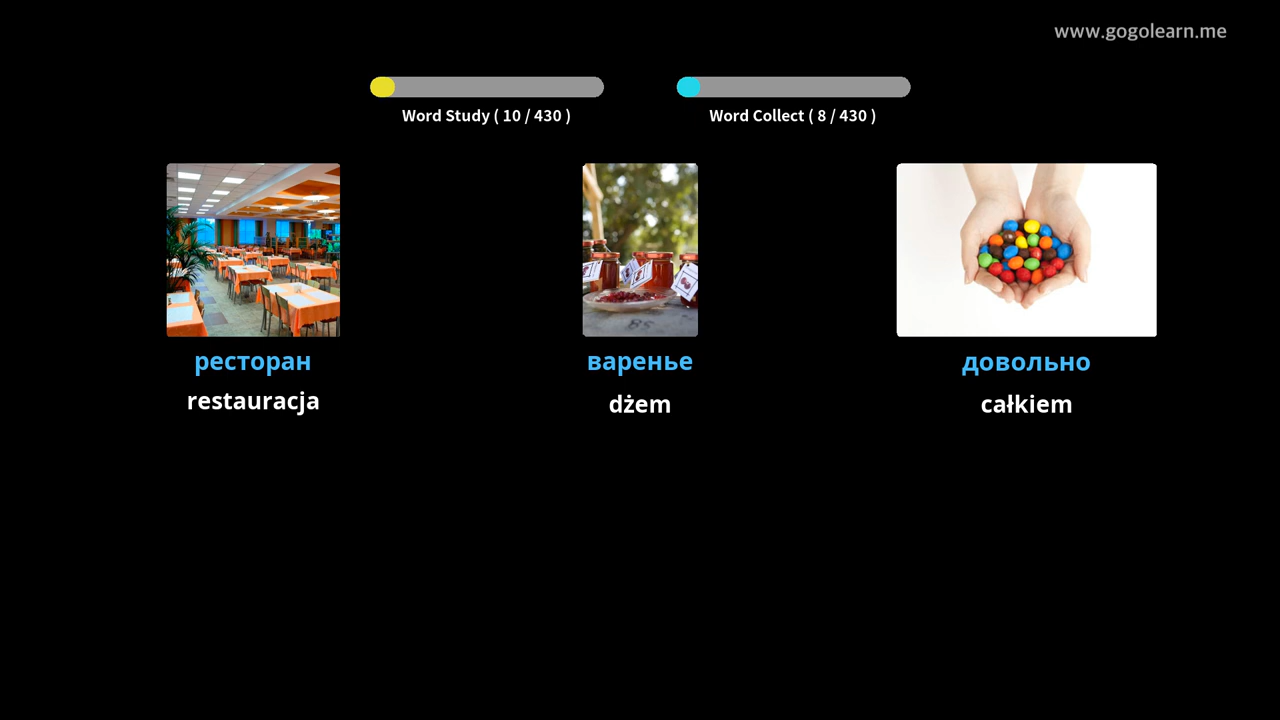 www.gogolearn.me
Word Study ( 10 / 430 )
Word Collect ( 8 / 430 )
ресторан
варенье
довольно
restauracja
dżem
całkiem